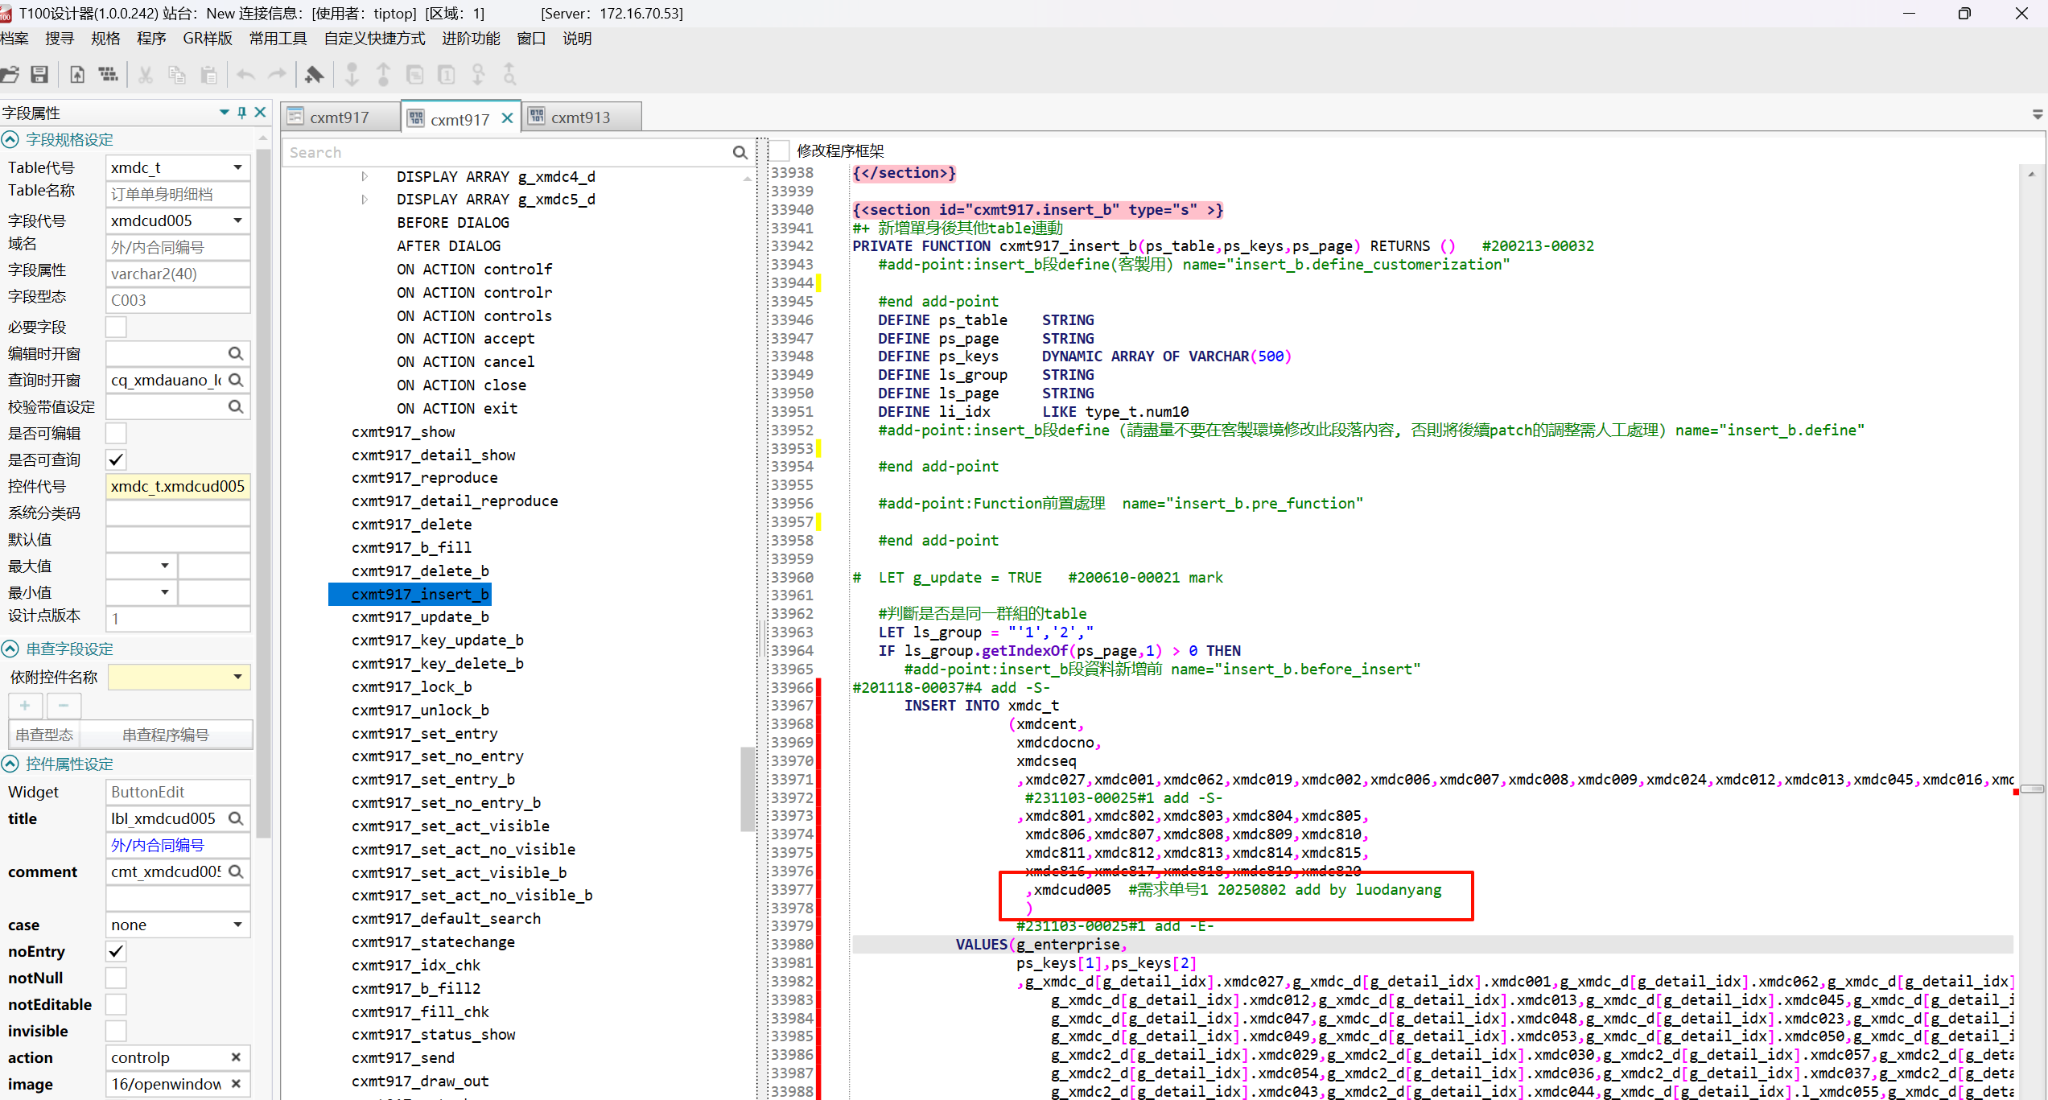 T100设计器(1.0.0.242) 站台：New 连接信息：[使用者：tiptop] [区域：1] [Server：172.16.70.53]
档案 搜寻 规格 程序 GR样版 常用工具 自定义快捷方式 进阶功能 窗口 说明
字段属性
字段规格设定
Table代号 xmdc_t
Table名称 订单单身明细档
字段代号 xmdcud005
域名 外/内合同编号
字段属性 varchar2(40)
字段型态 C003
必要字段
编辑时开窗
查询时开窗 cq_xmdauano_l
校验带值设定
是否可编辑
是否可查询
控件代号 xmdc_t.xmdcud005
系统分类码
默认值
最大值
最小值
设计点版本 1
串查字段设定
依附控件名称
+ −
串查型态 串查程序编号
控件属性设定
Widget ButtonEdit
title lbl_xmdcud005
外/内合同编号
comment cmt_xmdcud005
case none
noEntry
notNull
notEditable
invisible
action controlp
image 16/openwindow
cxmt917 cxmt917 cxmt913
Search
DISPLAY ARRAY g_xmdc4_d
DISPLAY ARRAY g_xmdc5_d
BEFORE DIALOG
AFTER DIALOG
ON ACTION controlf
ON ACTION controlr
ON ACTION controls
ON ACTION accept
ON ACTION cancel
ON ACTION close
ON ACTION exit
cxmt917_show
cxmt917_detail_show
cxmt917_reproduce
cxmt917_detail_reproduce
cxmt917_delete
cxmt917_b_fill
cxmt917_delete_b
cxmt917_insert_b
cxmt917_update_b
cxmt917_key_update_b
cxmt917_key_delete_b
cxmt917_lock_b
cxmt917_unlock_b
cxmt917_set_entry
cxmt917_set_no_entry
cxmt917_set_entry_b
cxmt917_set_no_entry_b
cxmt917_set_act_visible
cxmt917_set_act_no_visible
cxmt917_set_act_visible_b
cxmt917_set_act_no_visible_b
cxmt917_default_search
cxmt917_statechange
cxmt917_idx_chk
cxmt917_b_fill2
cxmt917_fill_chk
cxmt917_status_show
cxmt917_send
cxmt917_draw_out
修改程序框架
33938 {</section>}
33939
33940 {<section id="cxmt917.insert_b" type="s" >}
33941 #+ 新增單身後其他table連動
33942 PRIVATE FUNCTION cxmt917_insert_b(ps_table,ps_keys,ps_page) RETURNS () #200213-00032
33943 #add-point:insert_b段define(客製用) name="insert_b.define_customerization"
33944
33945 #end add-point
33946 DEFINE ps_table STRING
33947 DEFINE ps_page STRING
33948 DEFINE ps_keys DYNAMIC ARRAY OF VARCHAR(500)
33949 DEFINE ls_group STRING
33950 DEFINE ls_page STRING
33951 DEFINE li_idx LIKE type_t.num10
33952 #add-point:insert_b段define (請盡量不要在客製環境修改此段落內容, 否則將後續patch的調整需人工處理) name="insert_b.define"
33953
33954 #end add-point
33955
33956 #add-point:Function前置處理 name="insert_b.pre_function"
33957
33958 #end add-point
33959
33960 # LET g_update = TRUE #200610-00021 mark
33961
33962 #判斷是否是同一群組的table
33963 LET ls_group = "'1','2',"
33964 IF ls_group.getIndexOf(ps_page,1) > 0 THEN
33965 #add-point:insert_b段資料新增前 name="insert_b.before_insert"
33966 #201118-00037#4 add -S-
33967 INSERT INTO xmdc_t
33968 (xmdcent,
33969 xmdcdocno,
33970 xmdcseq
33971 ,xmdc027,xmdc001,xmdc062,xmdc019,xmdc002,xmdc006,xmdc007,xmdc008,xmdc009,xmdc024,xmdc012,xmdc013,xmdc045,xmdc016,xmc
33972 #231103-00025#1 add -S-
33973 ,xmdc801,xmdc802,xmdc803,xmdc804,xmdc805,
33974 xmdc806,xmdc807,xmdc808,xmdc809,xmdc810,
33975 xmdc811,xmdc812,xmdc813,xmdc814,xmdc815,
33976 xmdc816,xmdc817,xmdc818,xmdc819,xmdc820
33977 ,xmdcud005 #需求单号1 20250802 add by luodanyang
33978 )
33979 #231103-00025#1 add -E-
33980 VALUES(g_enterprise,
33981 ps_keys[1],ps_keys[2]
33982 ,g_xmdc_d[g_detail_idx].xmdc027,g_xmdc_d[g_detail_idx].xmdc001,g_xmdc_d[g_detail_idx].xmdc062,g_xmdc_d[g_detail_idx]
33983 g_xmdc_d[g_detail_idx].xmdc012,g_xmdc_d[g_detail_idx].xmdc013,g_xmdc_d[g_detail_idx].xmdc045,g_xmdc_d[g_detail_i
33984 g_xmdc_d[g_detail_idx].xmdc047,g_xmdc_d[g_detail_idx].xmdc048,g_xmdc_d[g_detail_idx].xmdc023,g_xmdc_d[g_detail_i
33985 g_xmdc_d[g_detail_idx].xmdc049,g_xmdc_d[g_detail_idx].xmdc053,g_xmdc_d[g_detail_idx].xmdc050,g_xmdc_d[g_detail_i
33986 g_xmdc2_d[g_detail_idx].xmdc029,g_xmdc2_d[g_detail_idx].xmdc030,g_xmdc2_d[g_detail_idx].xmdc057,g_xmdc2_d[g_deta
33987 g_xmdc2_d[g_detail_idx].xmdc054,g_xmdc2_d[g_detail_idx].xmdc036,g_xmdc2_d[g_detail_idx].xmdc037,g_xmdc2_d[g_deta
33988 g_xmdc2_d[g_detail_idx].xmdc043,g_xmdc2_d[g_detail_idx].xmdc044,g_xmdc_d[g_detail_idx].l_xmdc055,g_xmdc_d[g_deta